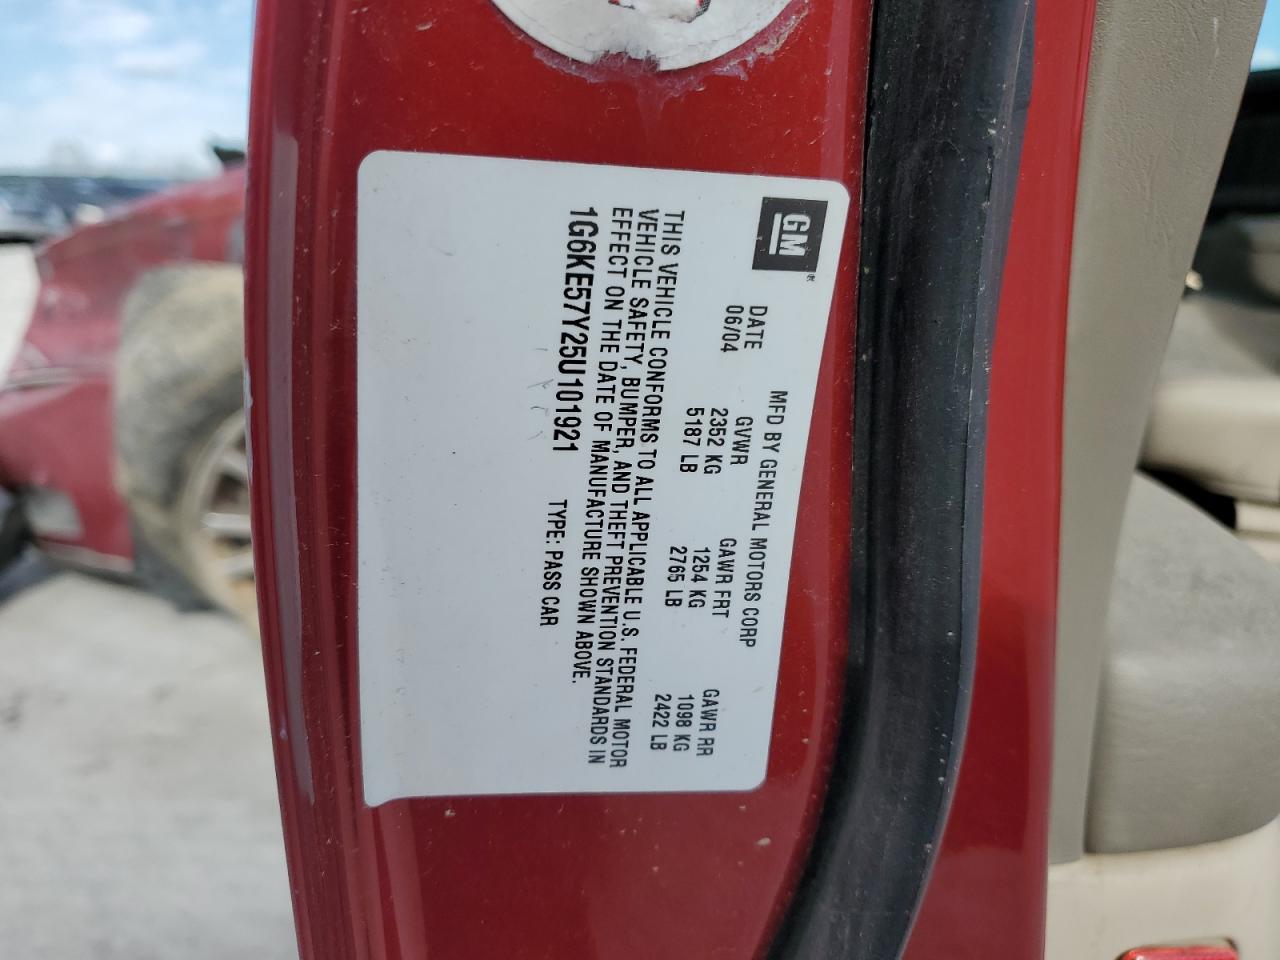 GM
MFD BY GENERAL MOTORS CORP
DATE GVWR GAWR FRT GAWR RR
06/04 2352 KG 1254 KG 1098 KG
5187 LB 2765 LB 2422 LB
THIS VEHICLE CONFORMS TO ALL APPLICABLE U.S. FEDERAL MOTOR
VEHICLE SAFETY, BUMPER, AND THEFT PREVENTION STANDARDS IN
EFFECT ON THE DATE OF MANUFACTURE SHOWN ABOVE.
1G6KE57Y25U101921 TYPE: PASS CAR